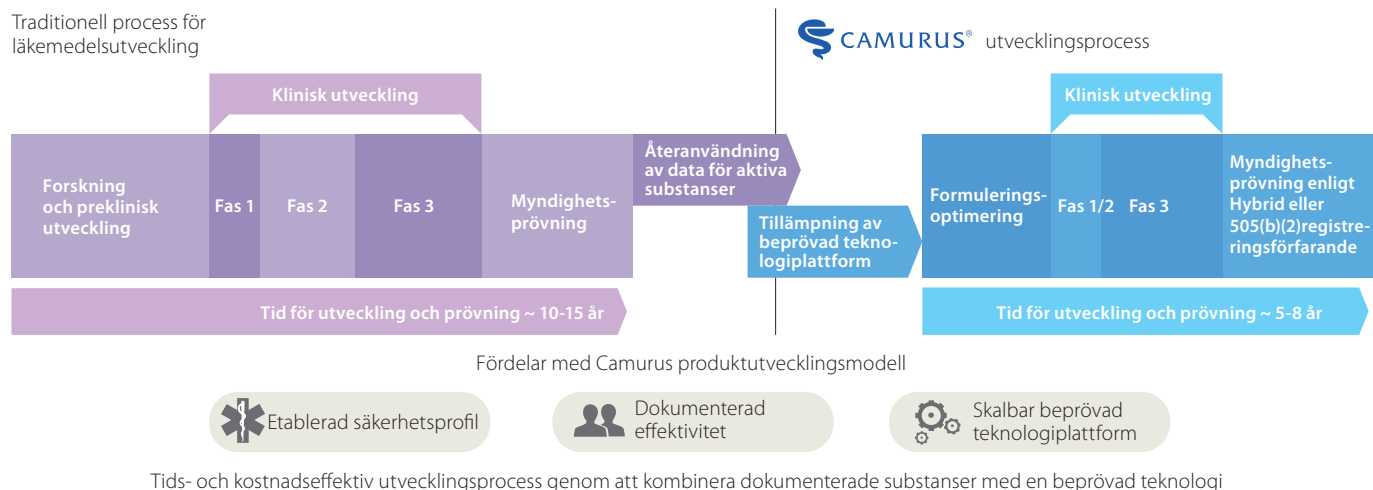 Traditionell process för
läkemedelsutveckling
Klinisk utveckling
Forskning
och preklinisk
utveckling
Fas 1
Fas 2
Fas 3
Myndighets-
prövning
Tid för utveckling och prövning ~ 10-15 år
Återanvändning
av data för aktiva
substanser
Tillämpning av
beprövad tekno-
logiplattform
CAMURUS® utvecklingsprocess
Klinisk utveckling
Formulerings-
optimering
Fas 1/2
Fas 3
Myndighets-
prövning enligt
Hybrid eller
505(b)(2)registre-
ringsförfarande
Tid för utveckling och prövning ~ 5-8 år
Fördelar med Camurus produktutvecklingsmodell
Etablerad säkerhetsprofil
Dokumenterad
effektivitet
Skalbar beprövad
teknologiplattform
Tids- och kostnadseffektiv utvecklingsprocess genom att kombinera dokumenterade substanser med en beprövad teknologi